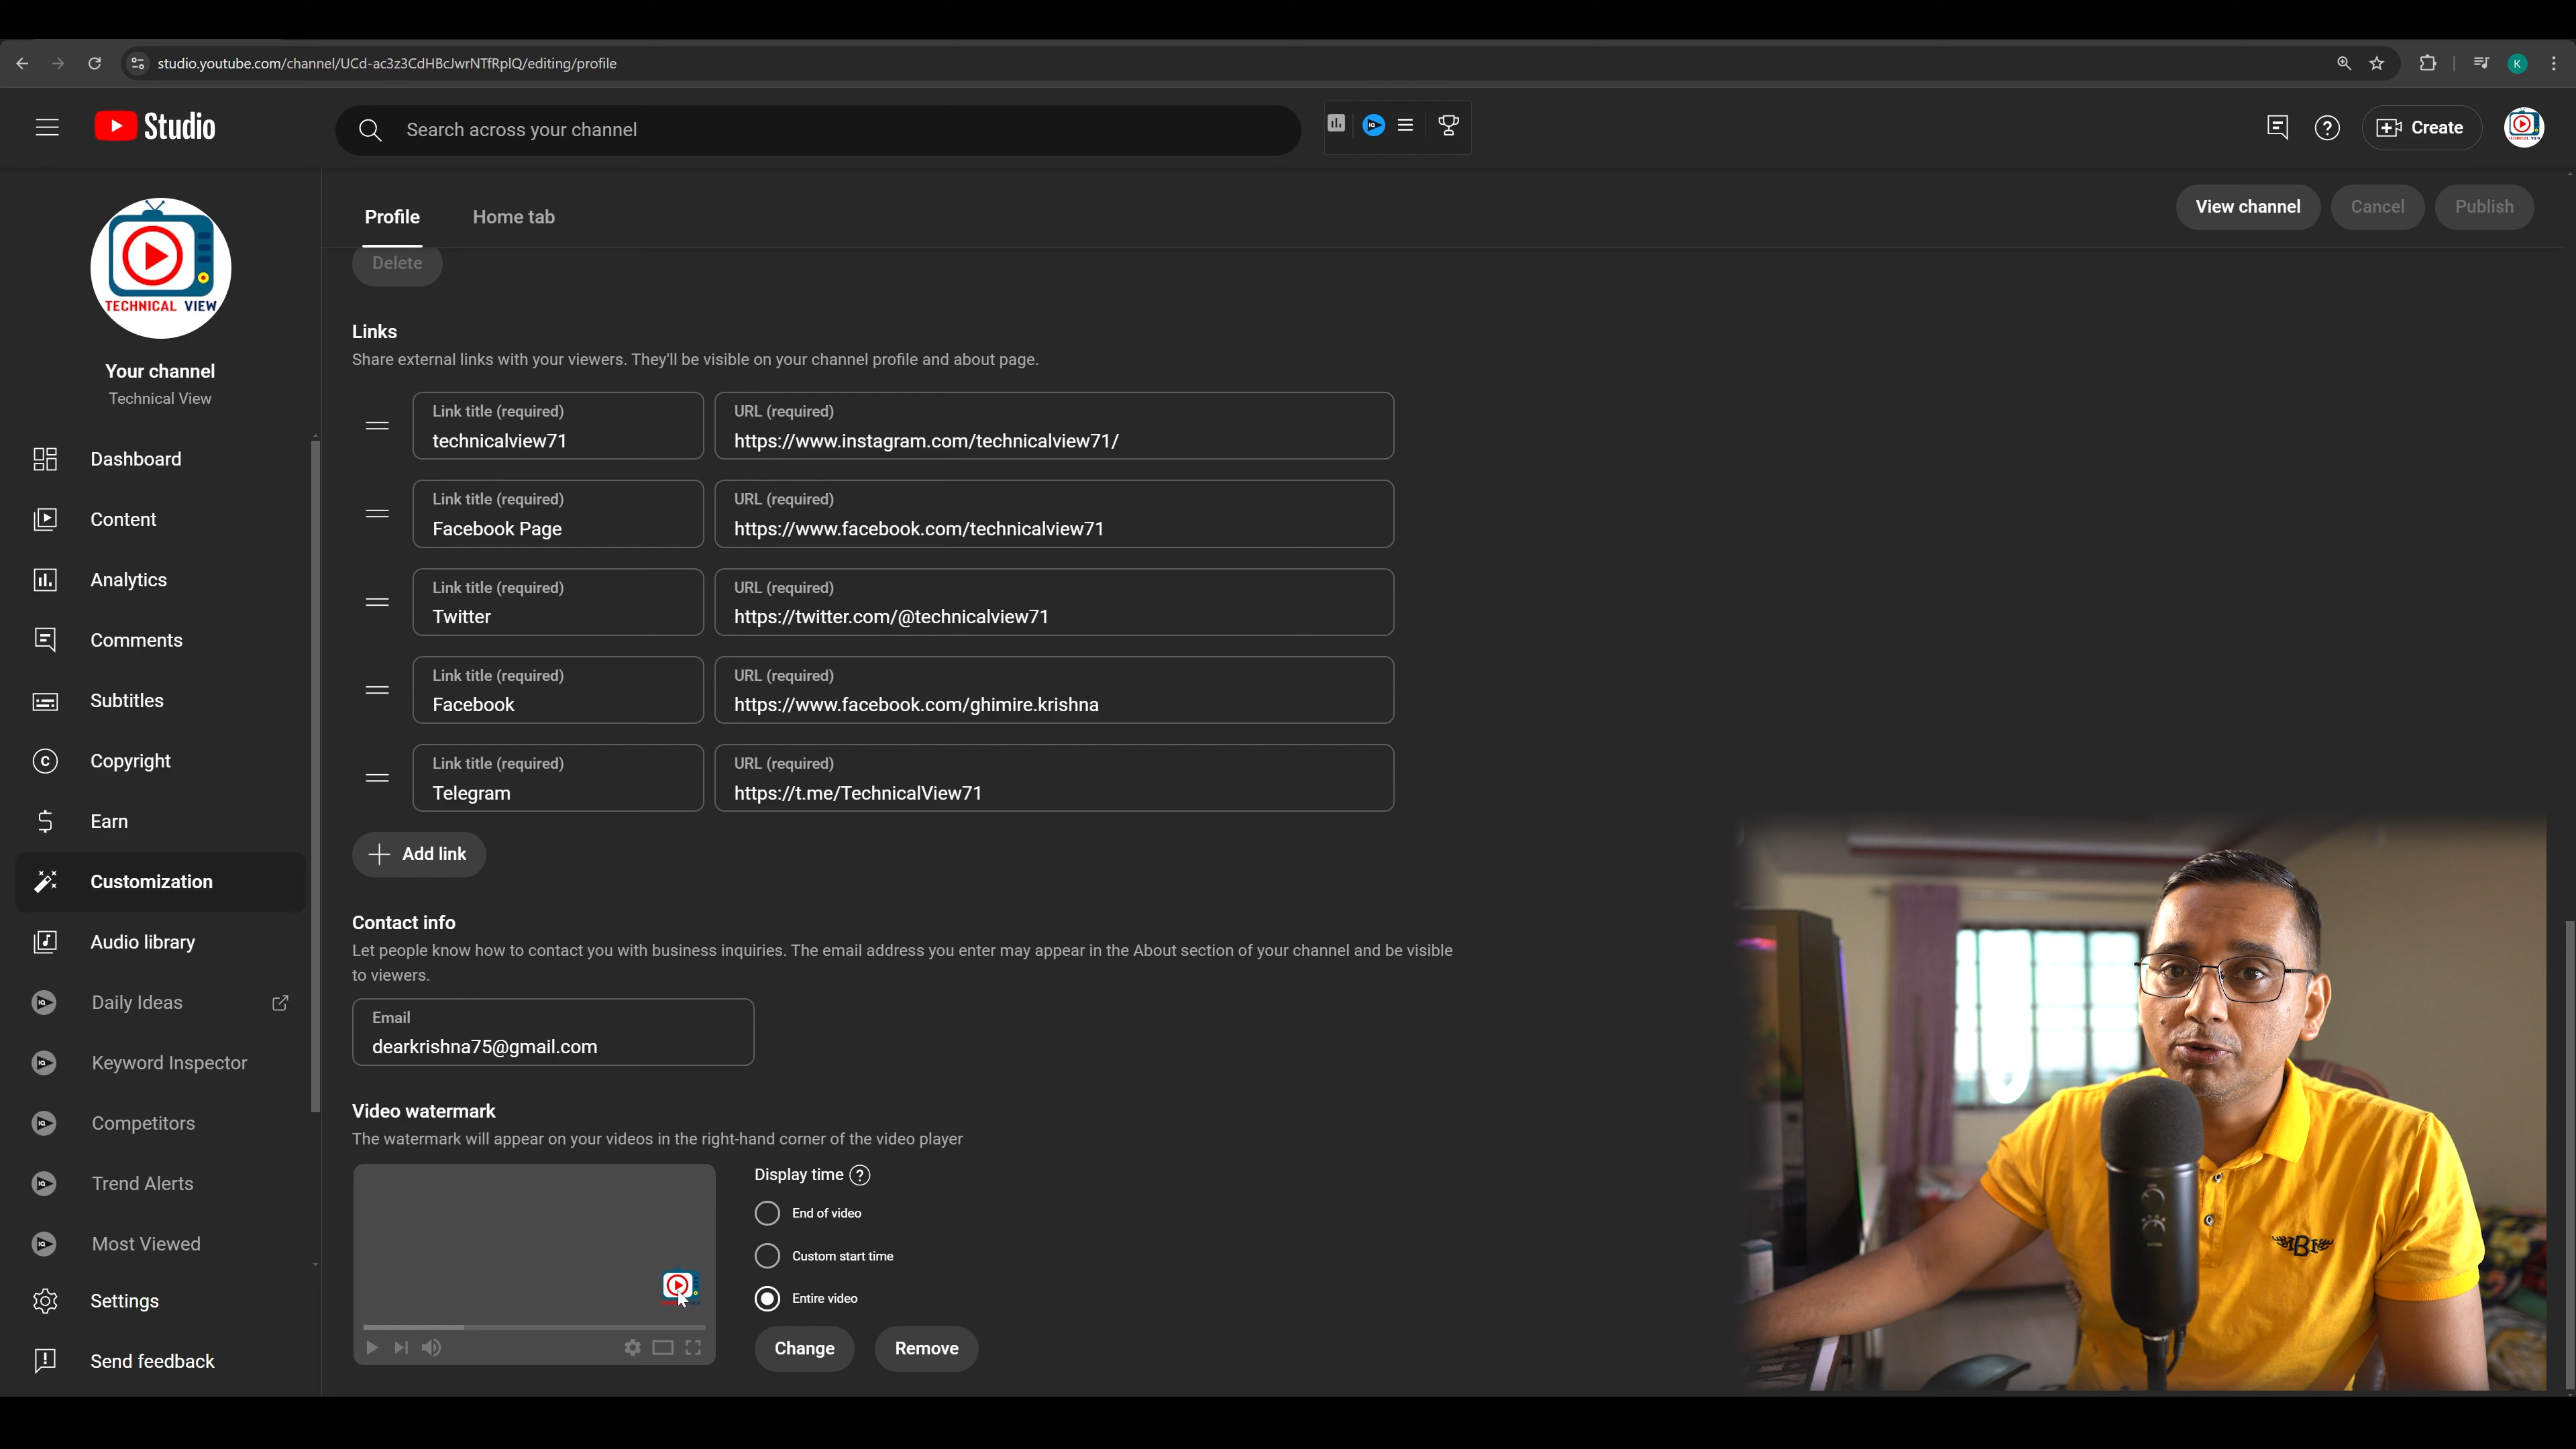 studio.youtube.com/channel/UCd-ac3z3CdHBcJwrNTfRplQ/editing/profile
K
Studio
Search across your channel
IQ
Create
TECHNICAL VIEW
Your channel
Technical View
Dashboard
Content
Analytics
Comments
Subtitles
Copyright
Earn
Customization
Audio library
Daily Ideas
Keyword Inspector
Competitors
Trend Alerts
Most Viewed
Settings
Send feedback
Profile
Home tab
View channel
Cancel
Publish
Delete
Links
Share external links with your viewers. They'll be visible on your channel profile and about page.
Link title (required)
technicalview71
URL (required)
https://www.instagram.com/technicalview71/
Link title (required)
Facebook Page
URL (required)
https://www.facebook.com/technicalview71
Link title (required)
Twitter
URL (required)
https://twitter.com/@technicalview71
Link title (required)
Facebook
URL (required)
https://www.facebook.com/ghimire.krishna
Link title (required)
Telegram
URL (required)
https://t.me/TechnicalView71
Add link
Contact info
Let people know how to contact you with business inquiries. The email address you enter may appear in the About section of your channel and be visible
to viewers.
Email
dearkrishna75@gmail.com
Video watermark
The watermark will appear on your videos in the right-hand corner of the video player
Display time
End of video
Custom start time
Entire video
Change
Remove